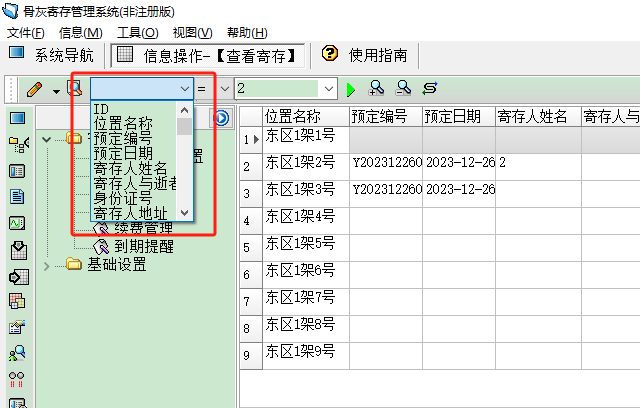 骨灰寄存管理系统(非注册版)
文件(F) 信息(M) 工具(O) 视图(V) 帮助(H)
系统导航 信息操作-【查看寄存】 使用指南
= 2
ID
位置名称
预定编号
预定日期
寄存人姓名
寄存人与逝者
身份证号
寄存人地址
置
续费管理
到期提醒
基础设置
位置名称 预定编号 预定日期 寄存人姓名 寄存人与
1 东区1架1号
2 东区1架2号 Y202312260 2023-12-26 2
3 东区1架3号 Y202312260 2023-12-26
4 东区1架4号
5 东区1架5号
6 东区1架6号
7 东区1架7号
8 东区1架8号
9 东区1架9号